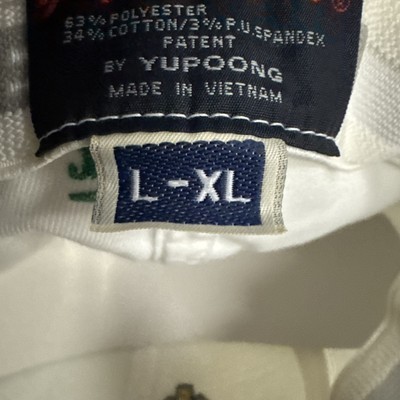 63% POLYESTER
34% COTTON/3% P.U.SPANDEX
PATENT
BY YUPOONG
MADE IN VIETNAM
L-XL